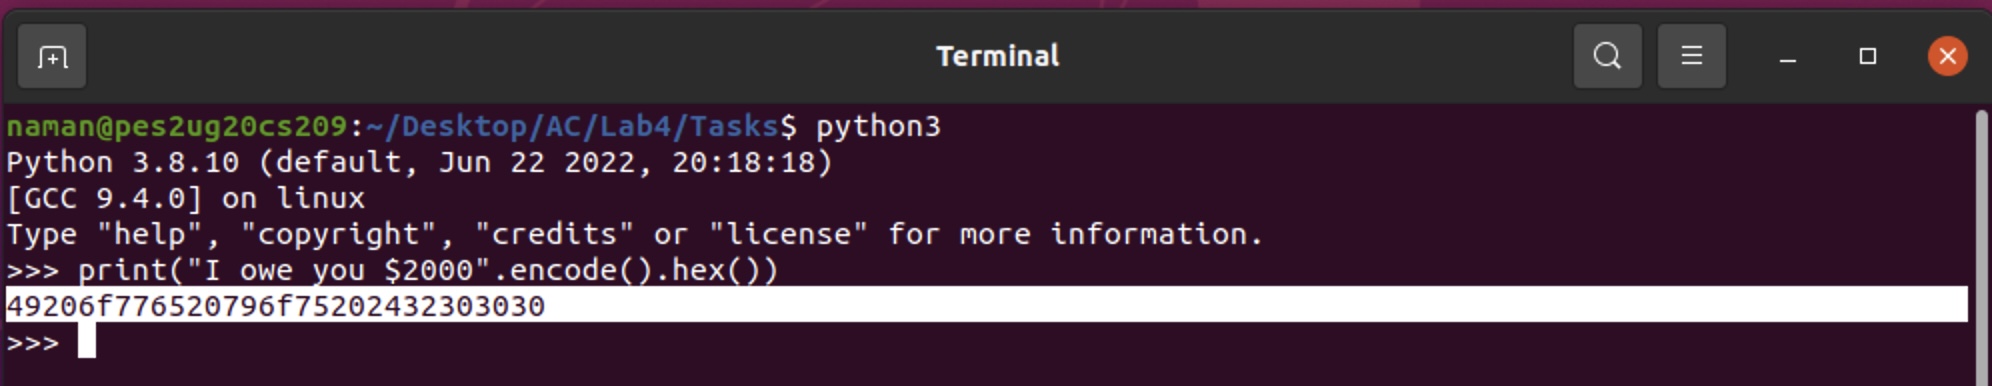 Terminal
naman@pes2ug20cs209:~/Desktop/AC/Lab4/Tasks$ python3
Python 3.8.10 (default, Jun 22 2022, 20:18:18)
[GCC 9.4.0] on linux
Type "help", "copyright", "credits" or "license" for more information.
>>> print("I owe you $2000".encode().hex())
49206f776520796f75202432303030
>>>